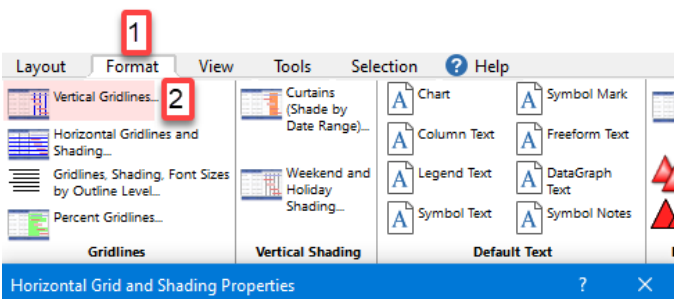 1
Layout Format View Tools Selection ? Help
Vertical Gridlines... 2
Horizontal Gridlines and
Shading...
Gridlines, Shading, Font Sizes
by Outline Level...
Percent Gridlines...
Gridlines
Curtains
(Shade by
Date Range)...
Weekend and
Holiday
Shading...
Vertical Shading
A Chart
A Symbol Mark
A Column Text
A Freeform Text
A Legend Text
A DataGraph
Text
A Symbol Text
A Symbol Notes
Default Text
Horizontal Grid and Shading Properties ? ×